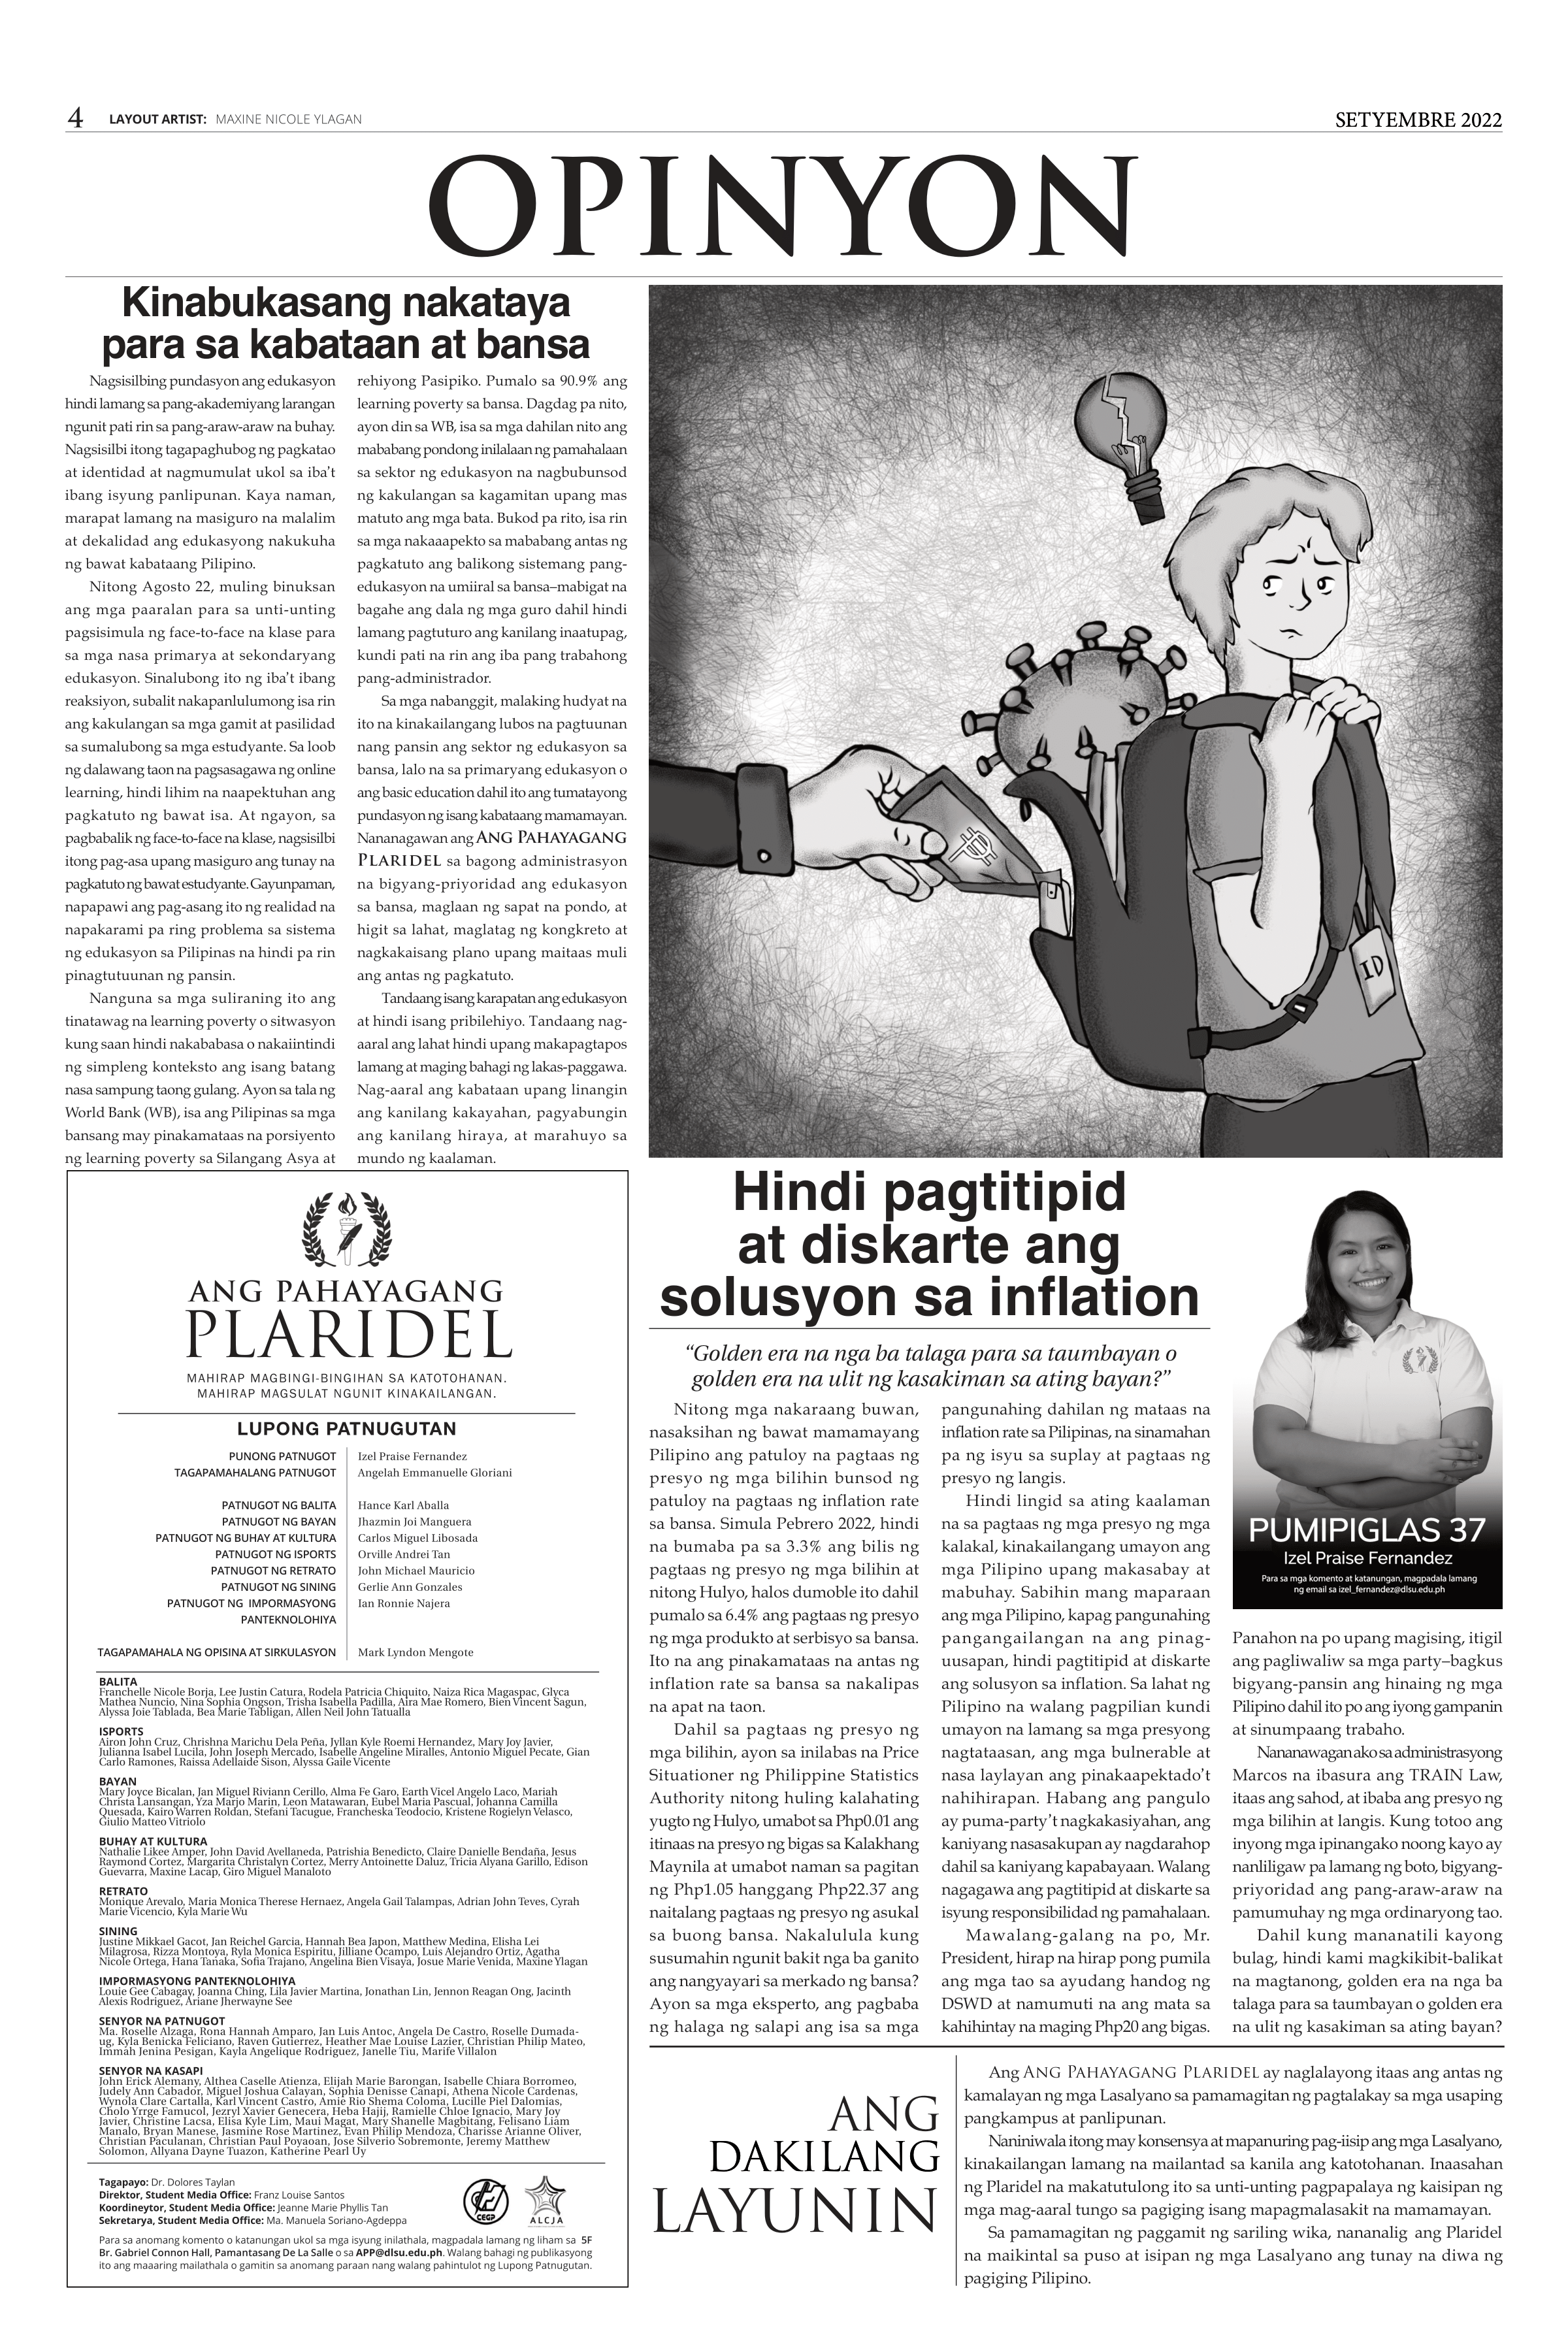 4 LAYOUT ARTIST: MAXINE NICOLE YLAGAN
SETYEMBRE 2022
OPINYON
Kinabukasang nakataya
para sa kabataan at bansa
Nagsisilbing pundasyon ang edukasyon
hindi lamang sa pang-akademiyang larangan
ngunit pati rin sa pang-araw-araw na buhay.
Nagsisilbi itong tagapaghubog ng pagkatao
at identidad at nagmumulat ukol sa iba't
ibang isyung panlipunan. Kaya naman,
marapat lamang na masiguro na malalim
at dekalidad ang edukasyong nakukuha
ng bawat kabataang Pilipino.
Nitong Agosto 22, muling binuksan
ang mga paaralan para sa unti-unting
pagsisimula ng face-to-face na klase para
sa mga nasa primarya at sekondaryang
edukasyon. Sinalubong ito ng iba't ibang
reaksiyon, subalit nakapanlulumong isa rin
ang kakulangan sa mga gamit at pasilidad
sa sumalubong sa mga estudyante. Sa loob
ng dalawang taon na pagsasagawa ng online
learning, hindi lihim na naapektuhan ang
pagkatuto ng bawat isa. At ngayon, sa
pagbabalik ng face-to-face na klase, nagsisilbi
itong pag-asa upang masiguro ang tunay na
pagkatuto ng bawat estudyante. Gayunpaman,
napapawi ang pag-asang ito ng realidad na
napakarami pa ring problema sa sistema
ng edukasyon sa Pilipinas na hindi pa rin
pinagtutuunan ng pansin.
Nanguna sa mga suliraning ito ang
tinatawag na learning poverty o sitwasyon
kung saan hindi nakababasa o nakaiintindi
ng simpleng konteksto ang isang batang
nasa sampung taong gulang. Ayon sa tala ng
World Bank (WB), isa ang Pilipinas sa mga
bansang may pinakamataas na porsiyento
ng learning poverty sa Silangang Asya at
rehiyong Pasipiko. Pumalo sa 90.9% ang
learning poverty sa bansa. Dagdag pa nito,
ayon din sa WB, isa sa mga dahilan nito ang
mababang pondong inilalaan ng pamahalaan
sa sektor ng edukasyon na nagbubunsod
ng kakulangan sa kagamitan upang mas
matuto ang mga bata. Bukod pa rito, isa rin
sa mga nakaaapekto sa mababang antas ng
pagkatuto ang balikong sistemang pang-
edukasyon na umiiral sa bansa–mabigat na
bagahe ang dala ng mga guro dahil hindi
lamang pagtuturo ang kanilang inaatupag,
kundi pati na rin ang iba pang trabahong
pang-administrador.
Sa mga nabanggit, malaking hudyat na
ito na kinakailangang lubos na pagtuunan
nang pansin ang sektor ng edukasyon sa
bansa, lalo na sa primaryang edukasyon o
ang basic education dahil ito ang tumatayong
pundasyon ng isang kabataang mamamayan.
Nananagawan ang ANG PAHAYAGANG
PLARIDEL sa bagong administrasyon
na bigyang-priyoridad ang edukasyon
sa bansa, maglaan ng sapat na pondo, at
higit sa lahat, maglatag ng kongkreto at
nagkakaisang plano upang maitaas muli
ang antas ng pagkatuto.
Tandaang isang karapatan ang edukasyon
at hindi isang pribilehiyo. Tandaang nag-
aaral ang lahat hindi upang makapagtapos
lamang at maging bahagi ng lakas-paggawa.
Nag-aaral ang kabataan upang linangin
ang kanilang kakayahan, pagyabungin
ang kanilang hiraya, at marahuyo sa
mundo ng kaalaman.
ID
ANG PAHAYAGANG
PLARIDEL
MAHIRAP MAGBINGI-BINGIHAN SA KATOTOHANAN.
MAHIRAP MAGSULAT NGUNIT KINAKAILANGAN.
LUPONG PATNUGUTAN
PUNONG PATNUGOT Izel Praise Fernandez
TAGAPAMAHALANG PATNUGOT Angelah Emmanuelle Gloriani
PATNUGOT NG BALITA Hance Karl Aballa
PATNUGOT NG BAYAN Jhazmin Joi Manguera
PATNUGOT NG BUHAY AT KULTURA Carlos Miguel Libosada
PATNUGOT NG ISPORTS Orville Andrei Tan
PATNUGOT NG RETRATO John Michael Mauricio
PATNUGOT NG SINING Gerlie Ann Gonzales
PATNUGOT NG IMPORMASYONG Ian Ronnie Najera
PANTEKNOLOHIYA
TAGAPAMAHALA NG OPISINA AT SIRKULASYON Mark Lyndon Mengote
BALITA
Franchelle Nicole Borja, Lee Justin Catura, Rodela Patricia Chiquito, Naiza Rica Magaspac, Glyca
Mathea Nuncio, Nina Sophia Ongson, Trisha Isabella Padilla, Alra Mae Romero, Bien Vincent Sagun,
Alyssa Joie Tablada, Bea Marie Tabligan, Allen Neil John Tatualla
ISPORTS
Airon John Cruz, Chrishna Marichu Dela Peña, Jyllan Kyle Roemi Hernandez, Mary Joy Javier,
Julianna Isabel Lucila, John Joseph Mercado, Isabelle Angeline Miralles, Antonio Miguel Pecate, Gian
Carlo Ramones, Raissa Adellaide Sison, Alyssa Gaile Vicente
BAYAN
Mary Joyce Bicalan, Jan Miguel Riviann Cerillo, Alma Fe Garo, Earth Vicel Angelo Laco, Mariah
Christa Lansangan, Yza Marjo Marin, Leon Matawaran, Eubel Maria Pascual, Johanna Camilla
Quesada, Kairo Warren Roldan, Stefani Tacugue, Francheska Teodocio, Kristene Rogielyn Velasco,
Giulio Matteo Vitriolo
BUHAY AT KULTURA
Nathalie Likee Amper, John David Avellaneda, Patrishia Benedicto, Claire Danielle Bendaña, Jesus
Raymond Cortez, Margarita Christalyn Cortez, Merry Antoinette Daluz, Tricia Alyana Garillo, Edison
Guevarra, Maxine Lacap, Giro Miguel Manaloto
RETRATO
Monique Arevalo, Maria Monica Therese Hernaez, Angela Gail Talampas, Adrian John Teves, Cyrah
Marie Vicencio, Kyla Marie Wu
SINING
Justine Mikkael Gacot, Jan Reichel Garcia, Hannah Bea Japon, Matthew Medina, Elisha Lei
Milagrosa, Rizza Montoya, Ryla Monica Espiritu, Jilliane Ocampo, Luis Alejandro Ortiz, Agatha
Nicole Ortega, Hana Tanaka, Sofia Trajano, Angelina Bien Visaya, Josue Marie Venida, Maxine Ylagan
IMPORMASYONG PANTEKNOLOHIYA
Louie Gee Cabagay, Joanna Ching, Lila Javier Martina, Jonathan Lin, Jennon Reagan Ong, Jacinth
Alexis Rodriguez, Ariane Jherwayne See
SENYOR NA PATNUGOT
Ma. Roselle Alzaga, Rona Hannah Amparo, Jan Luis Antoc, Angela De Castro, Roselle Dumada-
ug, Kyla Benicka Feliciano, Raven Gutierrez, Heather Mae Louise Lazier, Christian Philip Mateo,
Immah Jenina Pesigan, Kayla Angelique Rodriguez, Janelle Tiu, Marife Villalon
SENYOR NA KASAPI
John Erick Alemany, Althea Caselle Atienza, Elijah Marie Barongan, Isabelle Chiara Borromeo,
Judely Ann Cabador, Miguel Joshua Calayan, Sophia Denisse Canapi, Athena Nicole Cardenas,
Wynola Clare Cartalla, Karl Vincent Castro, Amie Rio Shema Coloma, Lucille Piel Dalomias,
Cholo Yrrge Famucol, Jezryl Xavier Genecera, Heba Hajij, Ramielle Chloe Ignacio, Mary Joy
Javier, Christine Lacsa, Elisa Kyle Lim, Maui Magat, Mary Shanelle Magbitang, Felisano Liam
Manalo, Bryan Manese, Jasmine Rose Martinez, Evan Philip Mendoza, Charisse Arianne Oliver,
Christian Paculanan, Christian Paul Poyaoan, Jose Silverio Sobremonte, Jeremy Matthew
Solomon, Allyana Dayne Tuazon, Katherine Pearl Uy
Tagapayo: Dr. Dolores Taylan
Direktor, Student Media Office: Franz Louise Santos
Koordineytor, Student Media Office: Jeanne Marie Phyllis Tan
Sekretarya, Student Media Office: Ma. Manuela Soriano-Agdeppa
CEGP
ALCJA
Para sa anomang komento o katanungan ukol sa mga isyung inilathala, magpadala lamang ng liham sa 5F
Br. Gabriel Connon Hall, Pamantasang De La Salle o sa APP@dlsu.edu.ph. Walang bahagi ng publikasyong
ito ang maaaring mailathala o gamitin sa anomang paraan nang walang pahintulot ng Lupong Patnugutan.
Hindi pagtitipid
at diskarte ang
solusyon sa inflation
“Golden era na nga ba talaga para sa taumbayan o
golden era na ulit ng kasakiman sa ating bayan?”
Nitong mga nakaraang buwan,
nasaksihan ng bawat mamamayang
Pilipino ang patuloy na pagtaas ng
presyo ng mga bilihin bunsod ng
patuloy na pagtaas ng inflation rate
sa bansa. Simula Pebrero 2022, hindi
na bumaba pa sa 3.3% ang bilis ng
pagtaas ng presyo ng mga bilihin at
nitong Hulyo, halos dumoble ito dahil
pumalo sa 6.4% ang pagtaas ng presyo
ng mga produkto at serbisyo sa bansa.
Ito na ang pinakamataas na antas ng
inflation rate sa bansa sa nakalipas
na apat na taon.
Dahil sa pagtaas ng presyo ng
mga bilihin, ayon sa inilabas na Price
Situationer ng Philippine Statistics
Authority nitong huling kalahating
yugto ng Hulyo, umabot sa Php0.01 ang
itinaas na presyo ng bigas sa Kalakhang
Maynila at umabot naman sa pagitan
ng Php1.05 hanggang Php22.37 ang
naitalang pagtaas ng presyo ng asukal
sa buong bansa. Nakalulula kung
susumahin ngunit bakit nga ba ganito
ang nangyayari sa merkado ng bansa?
Ayon sa mga eksperto, ang pagbaba
ng halaga ng salapi ang isa sa mga
pangunahing dahilan ng mataas na
inflation rate sa Pilipinas, na sinamahan
pa ng isyu sa suplay at pagtaas ng
presyo ng langis.
Hindi lingid sa ating kaalaman
na sa pagtaas ng mga presyo ng mga
kalakal, kinakailangang umayon ang
mga Pilipino upang makasabay at
mabuhay. Sabihin mang maparaan
ang mga Pilipino, kapag pangunahing
pangangailangan na ang pinag-
uusapan, hindi pagtitipid at diskarte
ang solusyon sa inflation. Sa lahat ng
Pilipino na walang pagpilian kundi
umayon na lamang sa mga presyong
nagtataasan, ang mga bulnerable at
nasa laylayan ang pinakaapektado't
nahihirapan. Habang ang pangulo
ay puma-party't nagkakasiyahan, ang
kaniyang nasasakupan ay nagdarahop
dahil sa kaniyang kapabayaan. Walang
nagagawa ang pagtitipid at diskarte sa
isyung responsibilidad ng pamahalaan.
Mawalang-galang na po, Mr.
President, hirap na hirap pong pumila
ang mga tao sa ayudang handog ng
DSWD at namumuti na ang mata sa
kahihintay na maging Php20 ang bigas.
PUMIPIGLAS 37
Izel Praise Fernandez
Para sa mga komento at katanungan, magpadala lamang
ng email sa izel_fernandez@dlsu.edu.ph
Panahon na po upang magising, itigil
ang pagliwaliw sa mga party–bagkus
bigyang-pansin ang hinaing ng mga
Pilipino dahil ito po ang iyong gampanin
at sinumpaang trabaho.
Nananawagan ako sa administrasyong
Marcos na ibasura ang TRAIN Law,
itaas ang sahod, at ibaba ang presyo ng
mga bilihin at langis. Kung totoo ang
inyong mga ipinangako noong kayo ay
nanliligaw pa lamang ng boto, bigyang-
priyoridad ang pang-araw-araw na
pamumuhay ng mga ordinaryong tao.
Dahil kung mananatili kayong
bulag, hindi kami magkikibit-balikat
na magtanong, golden era na nga ba
talaga para sa taumbayan o golden era
na ulit ng kasakiman sa ating bayan?
ANG
DAKILANG
LAYUNIN
Ang ANG PAHAYAGANG PLARIDEL ay naglalayong itaas ang antas ng
kamalayan ng mga Lasalyano sa pamamagitan ng pagtalakay sa mga usaping
pangkampus at panlipunan.
Naniniwala itong may konsensya at mapanuring pag-iisip ang mga Lasalyano,
kinakailangan lamang na mailantad sa kanila ang katotohanan. Inaasahan
ng Plaridel na makatutulong ito sa unti-unting pagpapalaya ng kaisipan ng
mga mag-aaral tungo sa pagiging isang mapagmalasakit na mamamayan.
Sa pamamagitan ng paggamit ng sariling wika, nananalig ang Plaridel
na maikintal sa puso at isipan ng mga Lasalyano ang tunay na diwa ng
pagiging Pilipino.